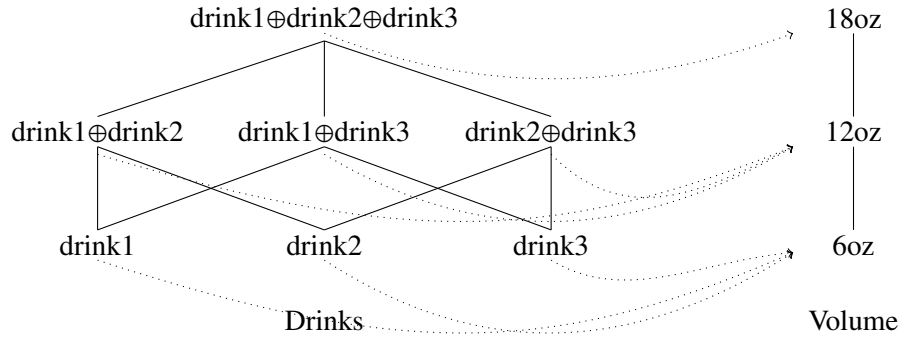 drink1⊕drink2⊕drink3 18oz
drink1⊕drink2 drink1⊕drink3 drink2⊕drink3 12oz
drink1 drink2 drink3 6oz
Drinks Volume